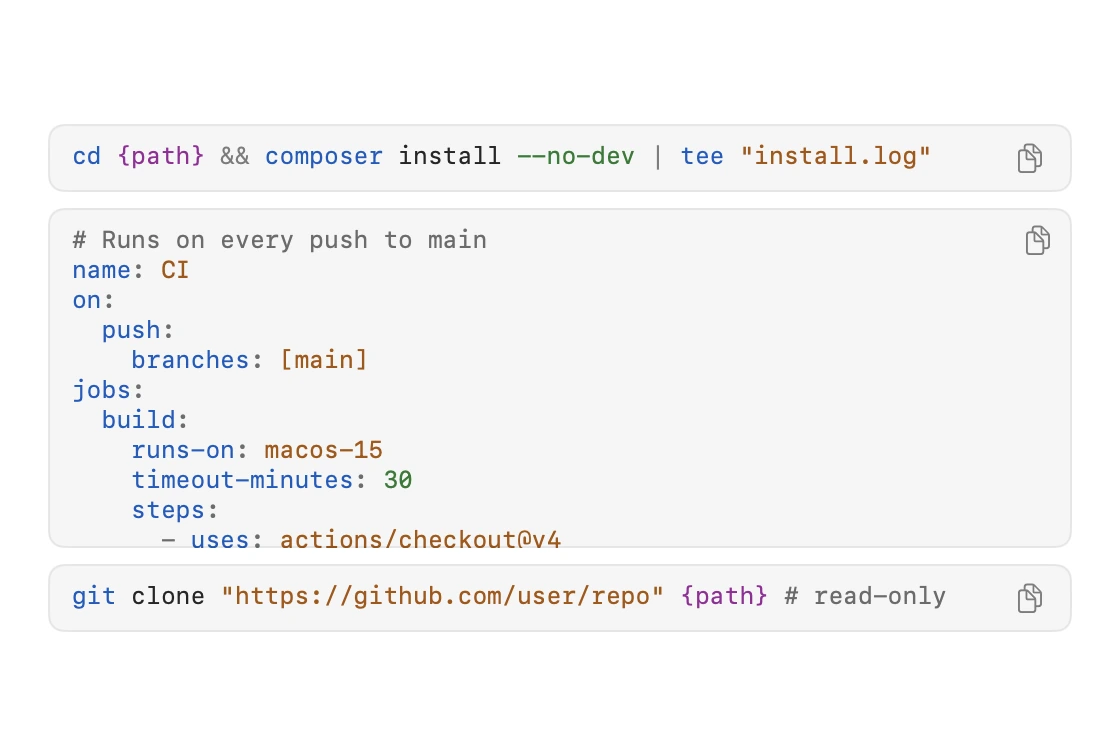 cd {path} && composer install --no-dev | tee "install.log"
# Runs on every push to main
name: CI
on:
  push:
    branches: [main]
jobs:
  build:
    runs-on: macos-15
    timeout-minutes: 30
    steps:
      - uses: actions/checkout@v4
git clone "https://github.com/user/repo" {path} # read-only